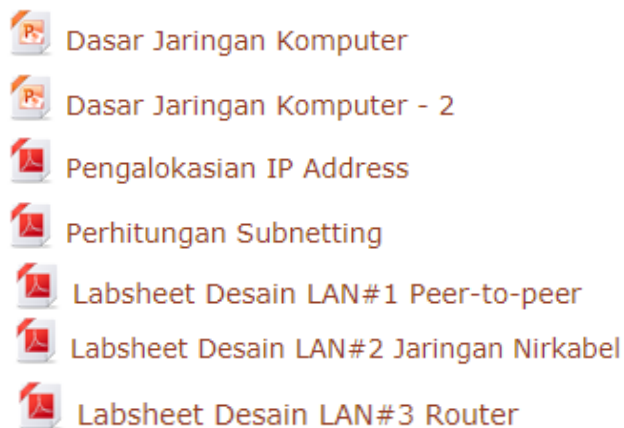 Dasar Jaringan Komputer
Dasar Jaringan Komputer - 2
Pengalokasian IP Address
Perhitungan Subnetting
Labsheet Desain LAN#1 Peer-to-peer
Labsheet Desain LAN#2 Jaringan Nirkabel
Labsheet Desain LAN#3 Router